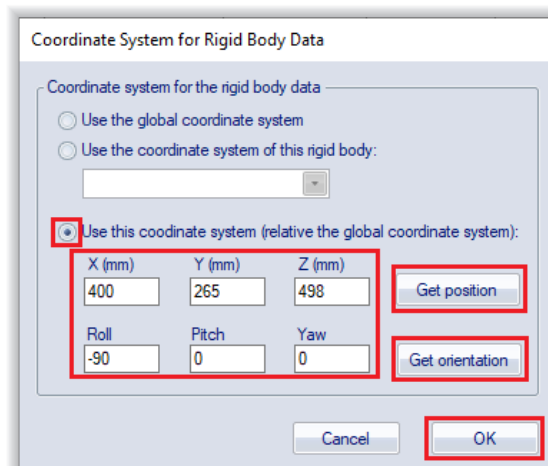 Coordinate System for Rigid Body Data
Coordinate system for the rigid body data
Use the global coordinate system
Use the coordinate system of this rigid body:
Use this coodinate system (relative the global coordinate system):
X (mm) Y (mm) Z (mm)
400 265 498 Get position
Roll Pitch Yaw
-90 0 0 Get orientation
Cancel OK